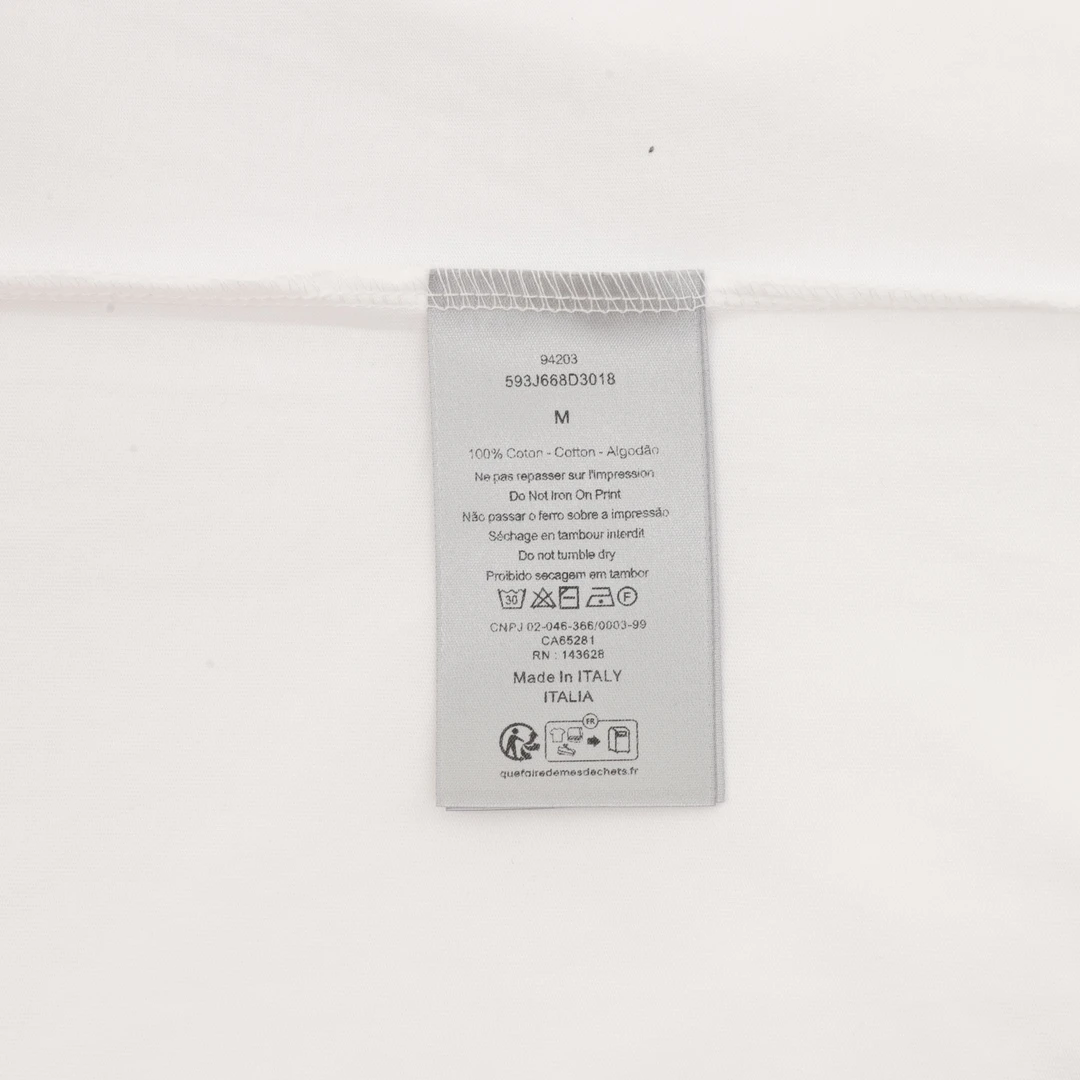 94203
593J668D3018
M
100% Coton - Cotton - Algodão
Ne pas repasser sur l'impression
Do Not Iron On Print
Não passar o ferro sobre a impressão
Séchage en tambour interdit
Do not tumble dry
Proibido secagem em tambor
30 F
CNPJ 02-046-366/0003-99
CA65281
RN : 143628
Made In ITALY
ITALIA
FR
quefairedemesdechets.fr